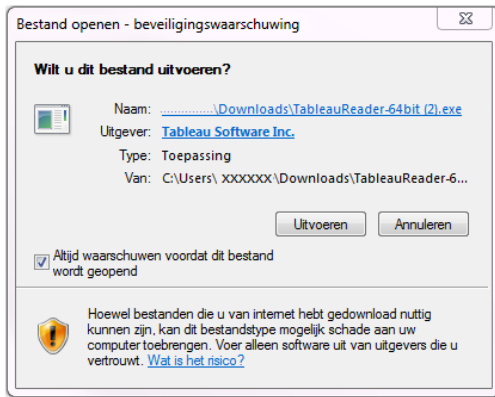 Bestand openen - beveiligingswaarschuwing
Wilt u dit bestand uitvoeren?
Naam: ...............\Downloads\TableauReader-64bit (2).exe
Uitgever: Tableau Software Inc.
Type: Toepassing
Van: C:\Users\ XXXXXX \Downloads\TableauReader-6...
Uitvoeren Annuleren
Altijd waarschuwen voordat dit bestand
wordt geopend
Hoewel bestanden die u van internet hebt gedownload nuttig
kunnen zijn, kan dit bestandstype mogelijk schade aan uw
computer toebrengen. Voer alleen software uit van uitgevers die u
vertrouwt. Wat is het risico?